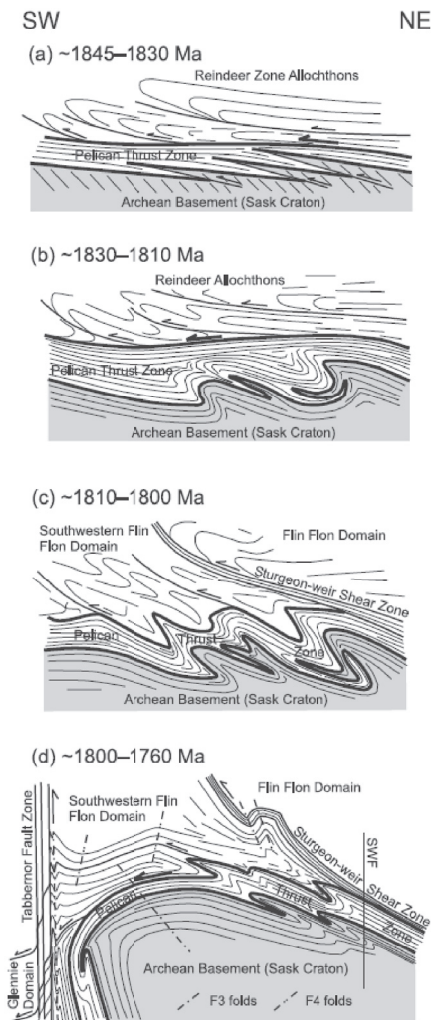 SW NE
(a) ~1845–1830 Ma
Reindeer Zone Allochthons
Pelican Thrust Zone
Archean Basement (Sask Craton)
(b) ~1830–1810 Ma
Reindeer Allochthons
Pelican Thrust Zone
Archean Basement (Sask Craton)
(c) ~1810–1800 Ma
Southwestern Flin
Flon Domain
Flin Flon Domain
Sturgeon-weir Shear Zone
Pelican Thrust Zone
Archean Basement (Sask Craton)
(d) ~1800–1760 Ma
Flin Flon Domain
Southwestern Flin
Flon Domain
Tabbernor Fault Zone
Sturgeon-weir Shear Zone
SWF
Pelican Thrust Zone
Glennie
Domain
Archean Basement (Sask Craton)
F3 folds F4 folds